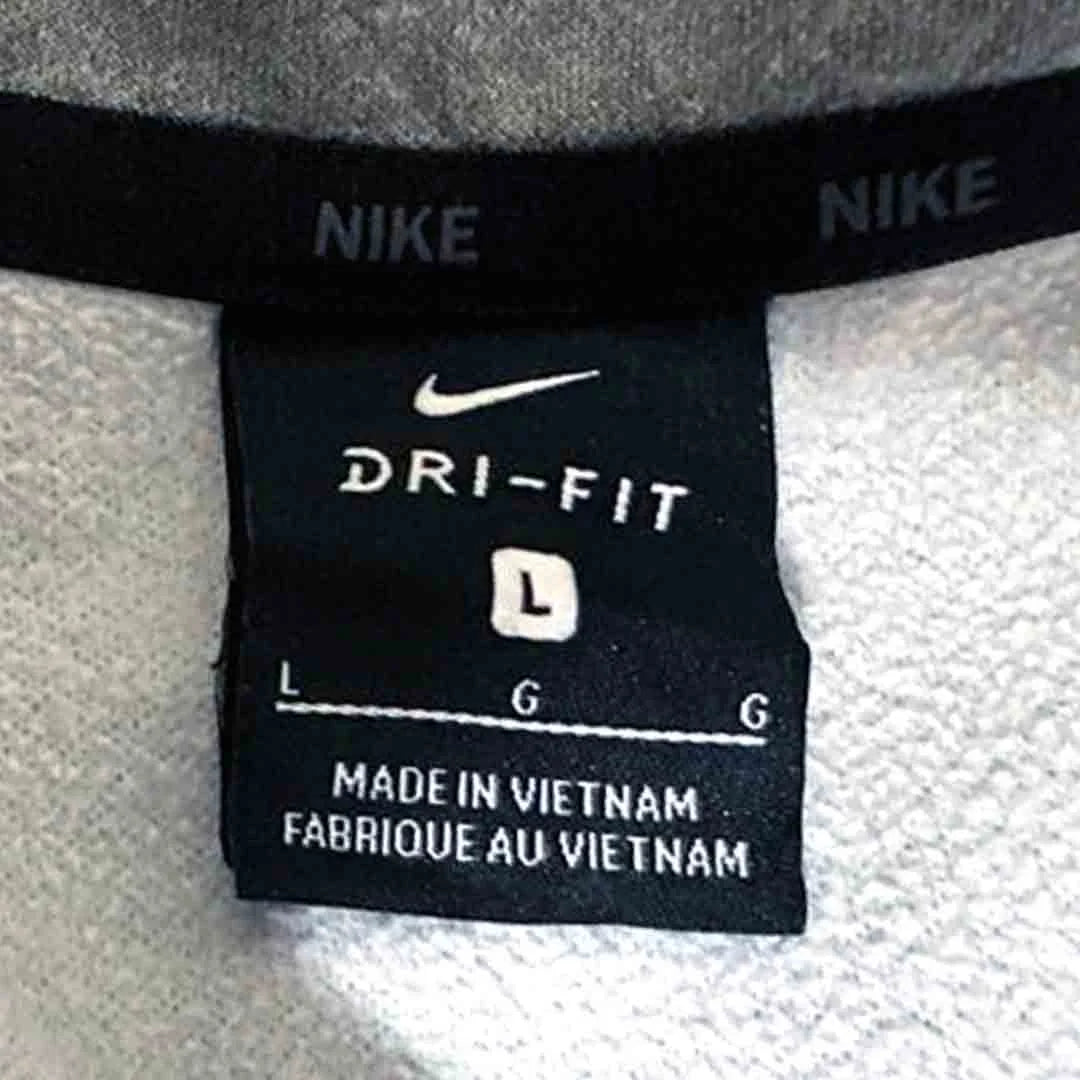 NIKE NIKE
DRI-FIT
L
L G G
MADE IN VIETNAM
FABRIQUE AU VIETNAM